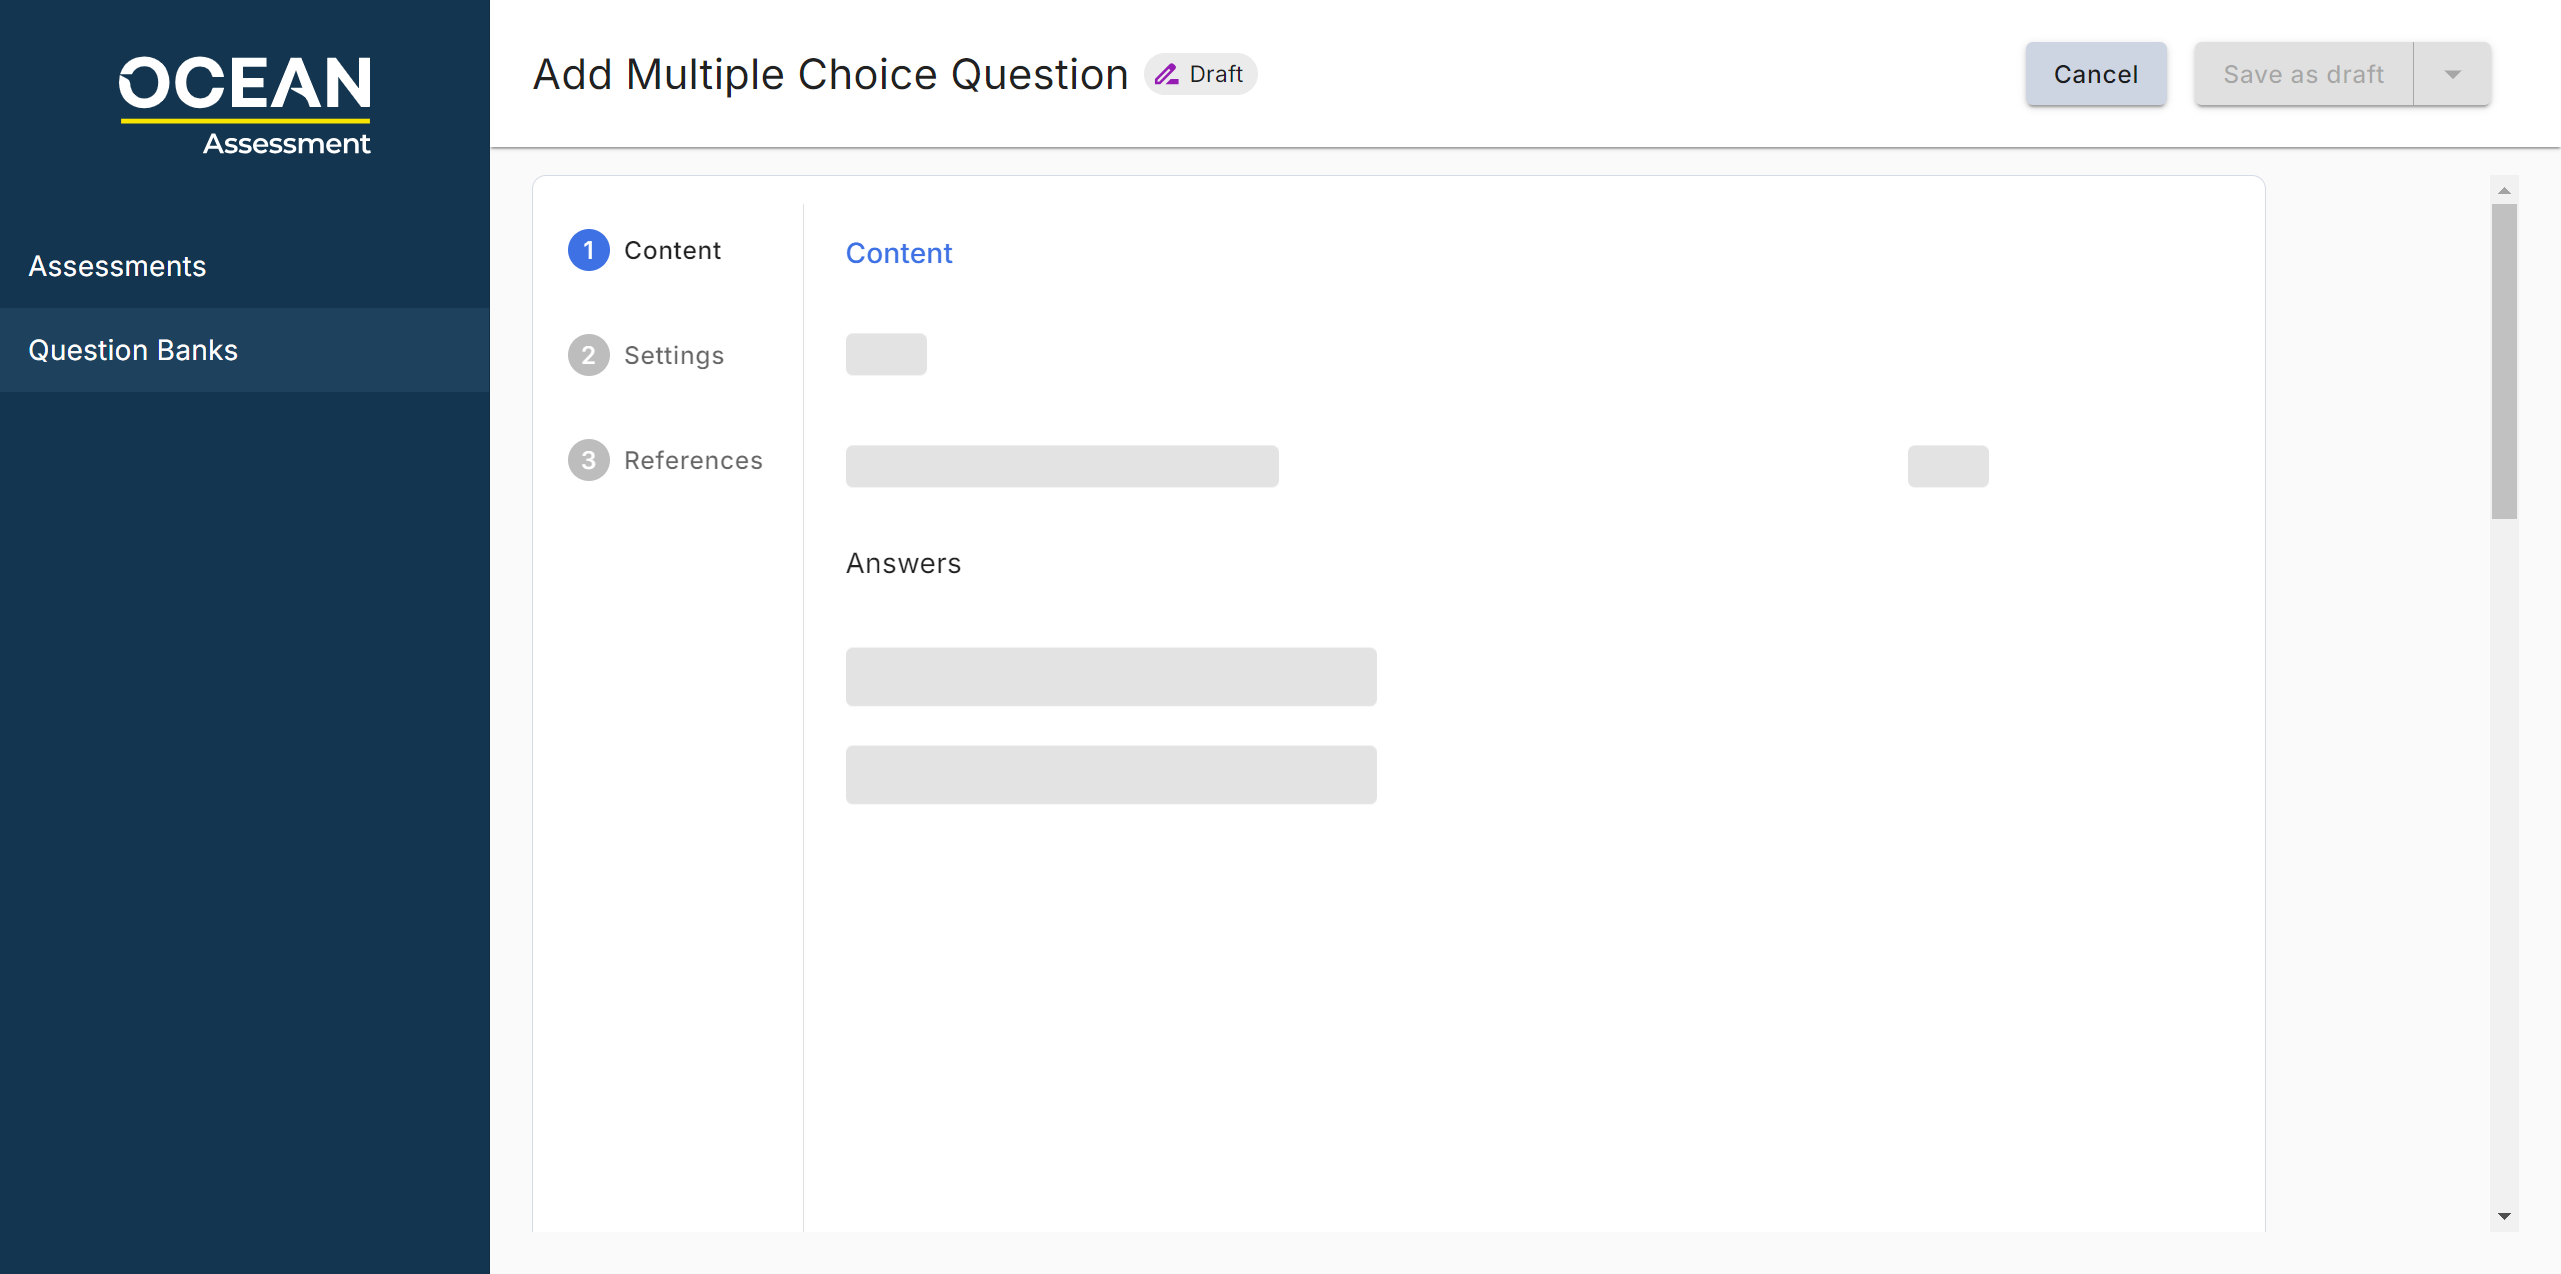 OCEAN
Assessment
Assessments
Question Banks
Add Multiple Choice Question
Draft
Cancel
Save as draft
1 Content
2 Settings
3 References
Content
Answers